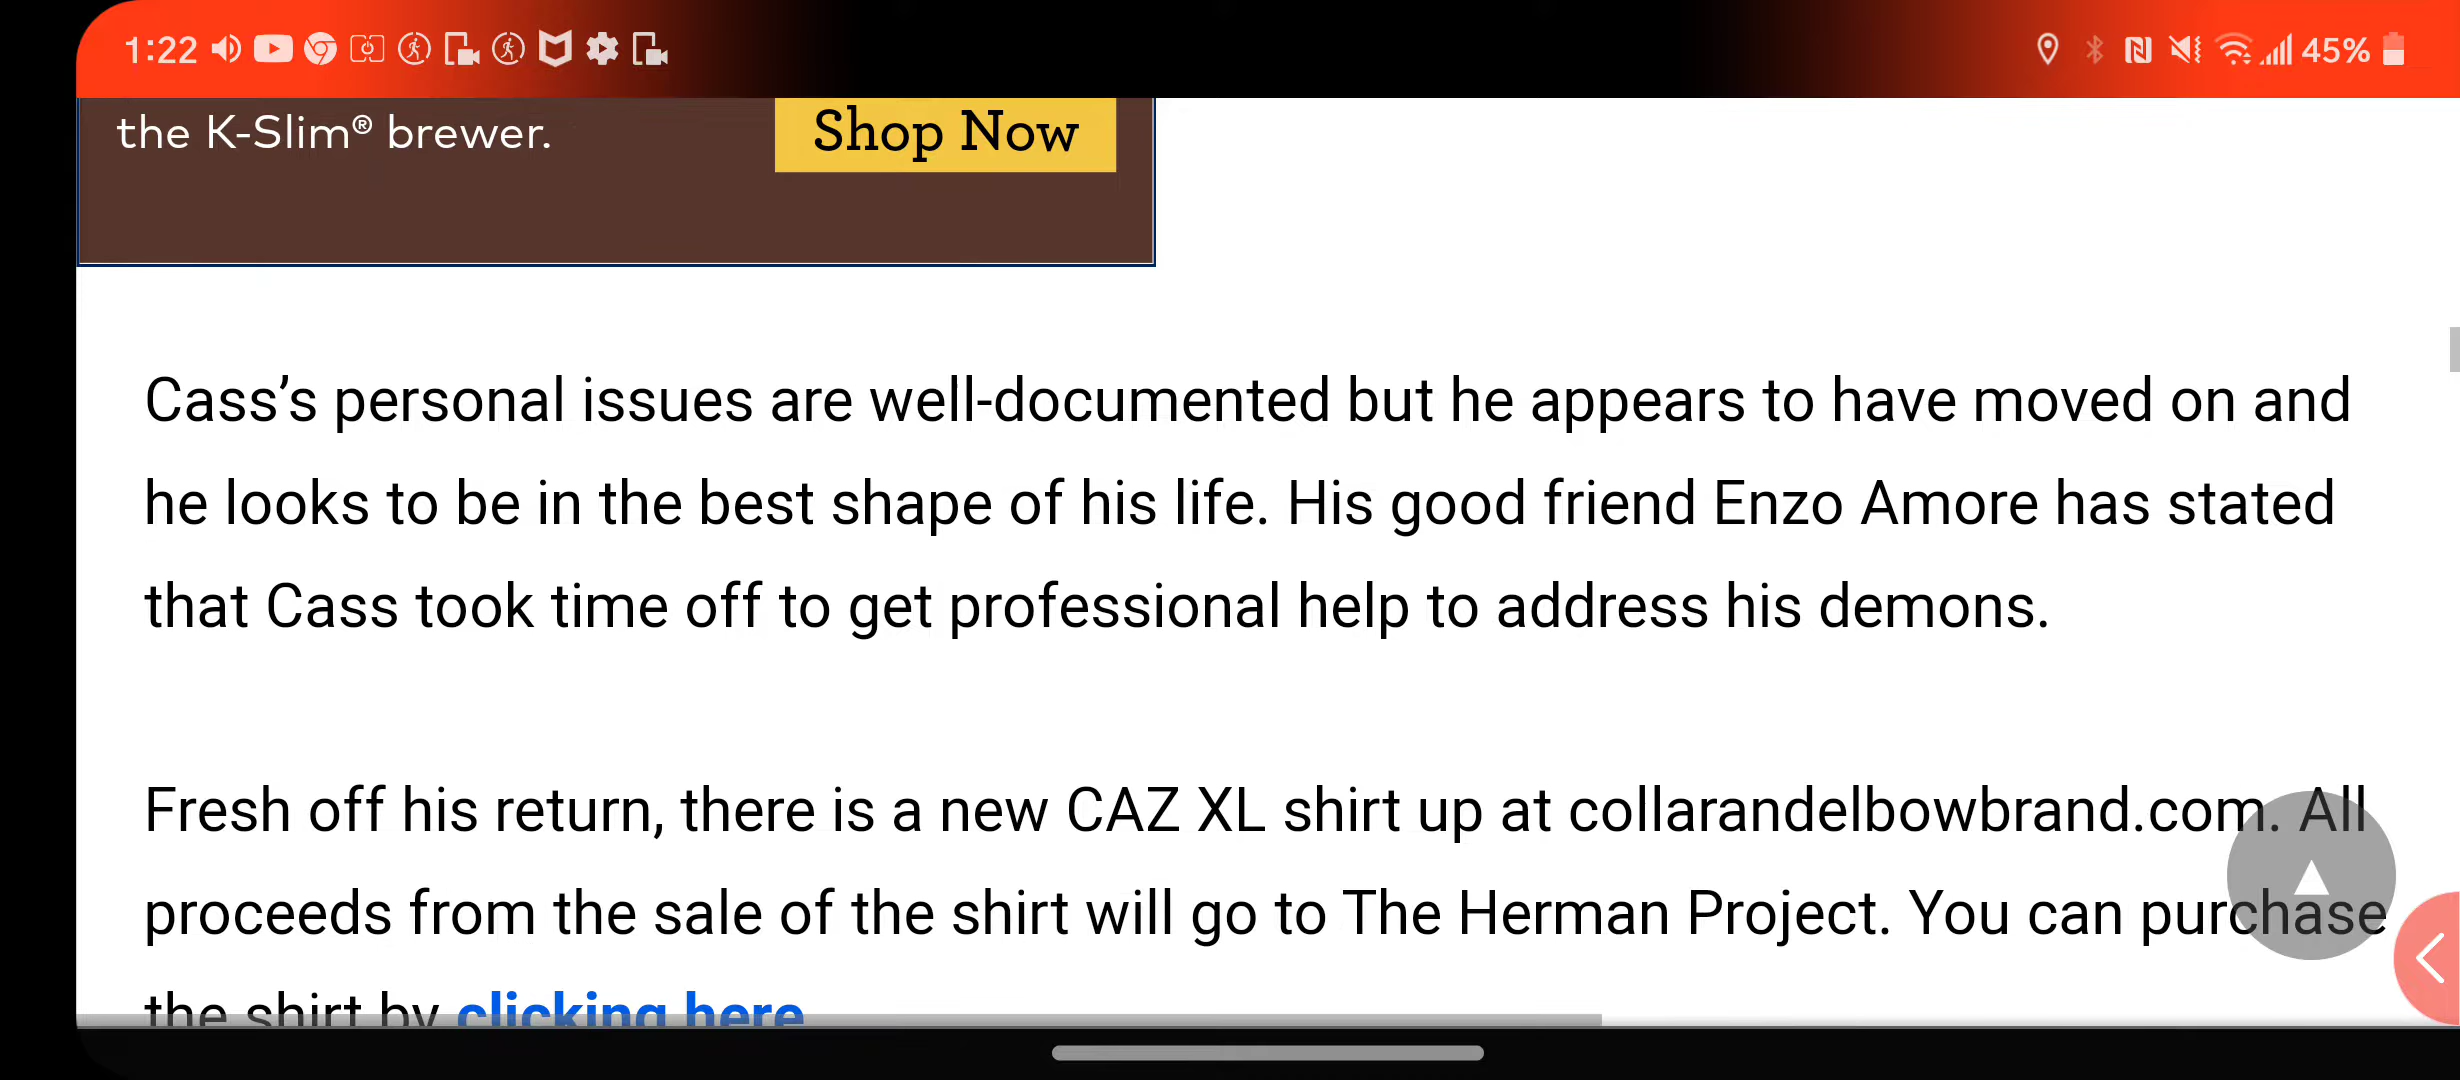 1:22 45%
the K-Slim® brewer. Shop Now
Cass’s personal issues are well-documented but he appears to have moved on and
he looks to be in the best shape of his life. His good friend Enzo Amore has stated
that Cass took time off to get professional help to address his demons.
Fresh off his return, there is a new CAZ XL shirt up at collarandelbowbrand.com. All
proceeds from the sale of the shirt will go to The Herman Project. You can purchase
the shirt by clicking here